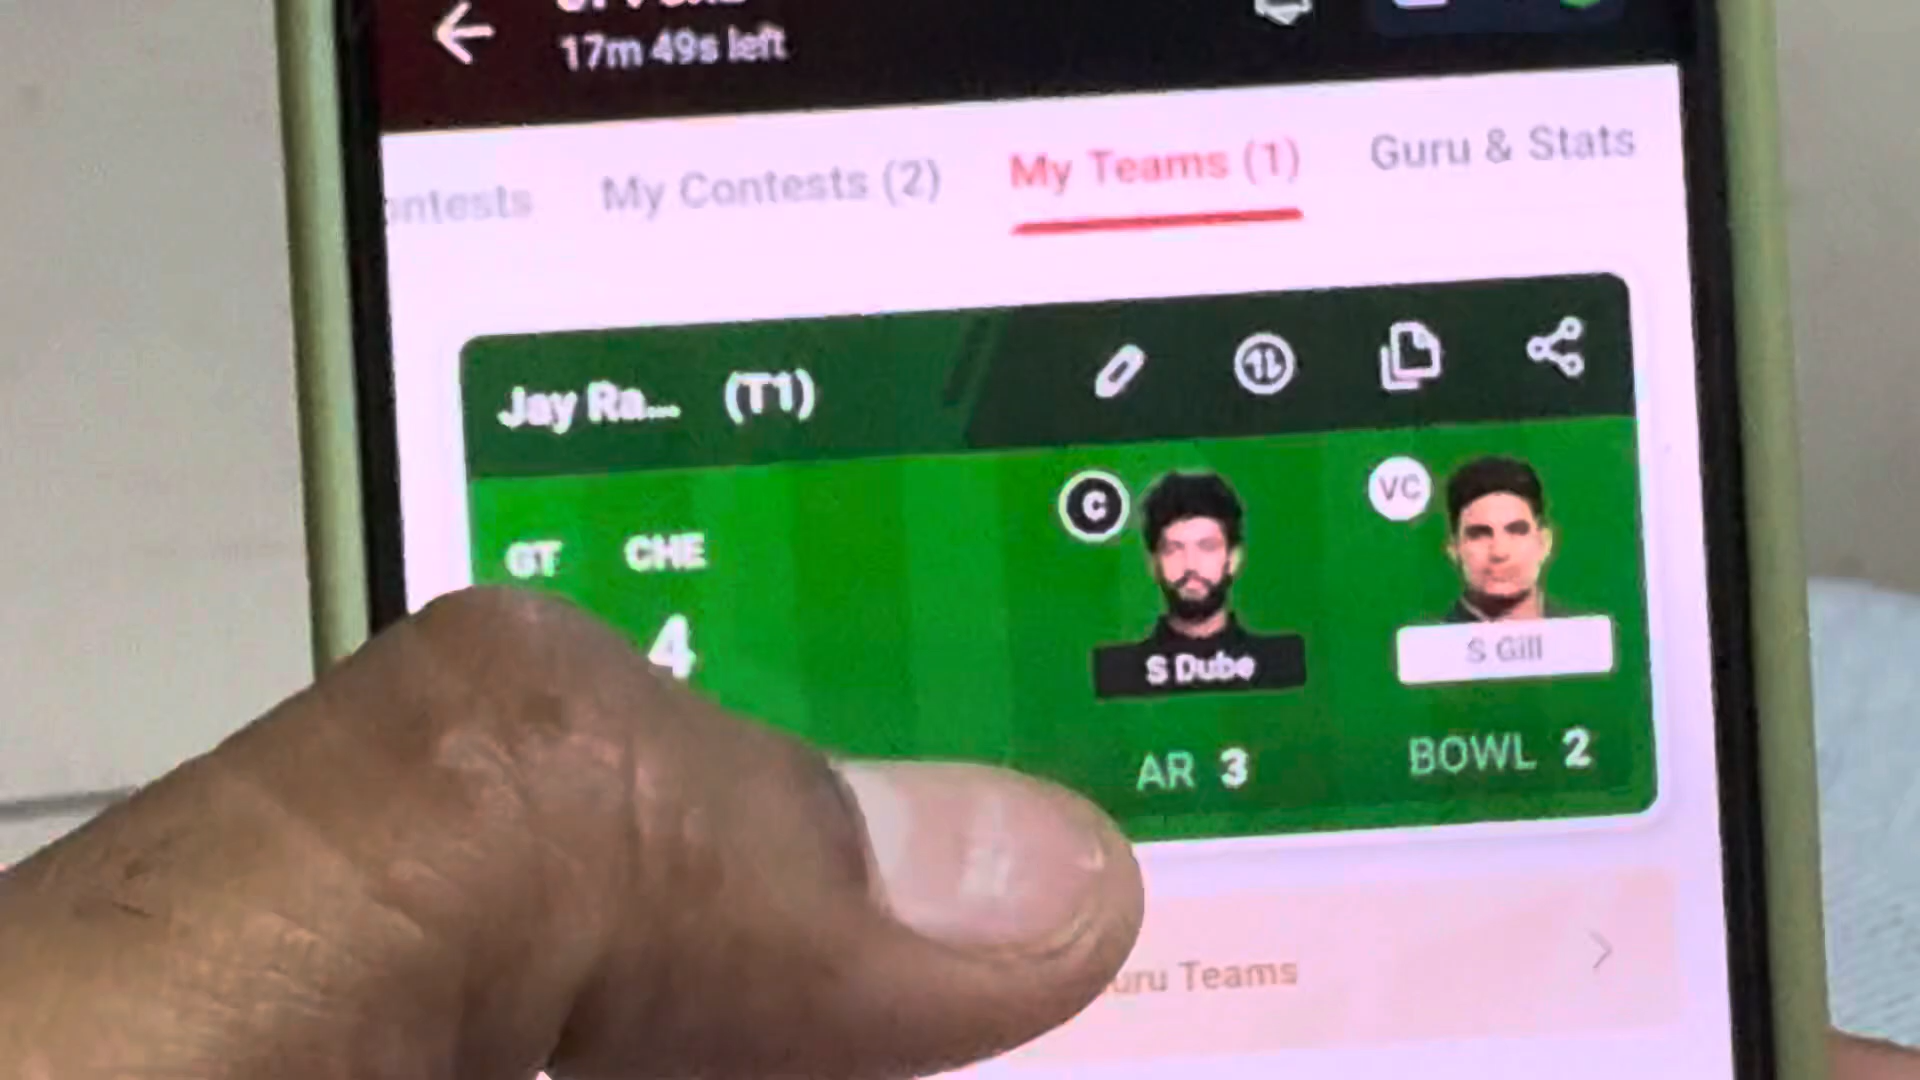 17m 49s left
My Contests (2) My Teams (1) Guru & Stats
Jay Ra... (T1)
C VC
GT CHE
4
S Dube S Gill
AR 3 BOWL 2
Teams